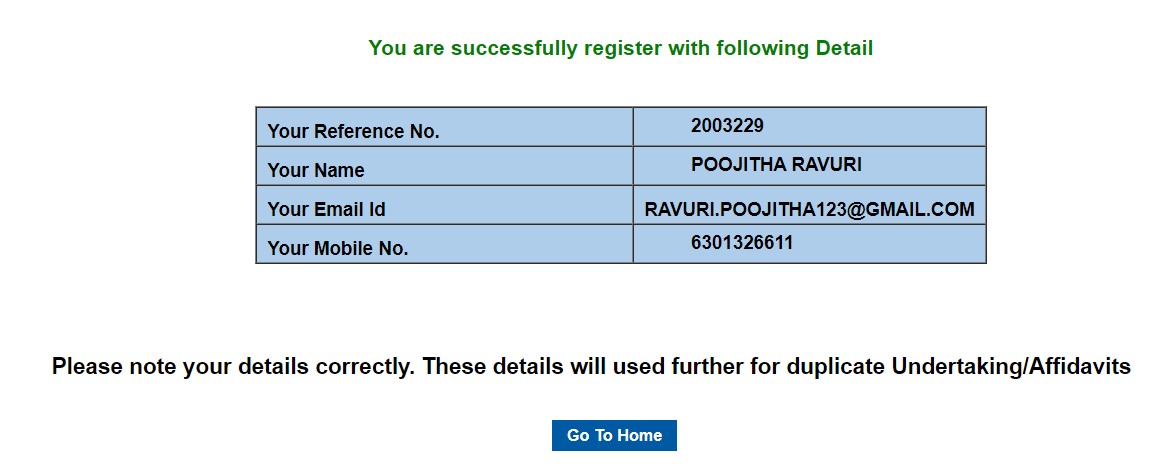 You are successfully register with following Detail
Your Reference No. 2003229
Your Name POOJITHA RAVURI
Your Email Id RAVURI.POOJITHA123@GMAIL.COM
Your Mobile No. 6301326611
Please note your details correctly. These details will used further for duplicate Undertaking/Affidavits
Go To Home